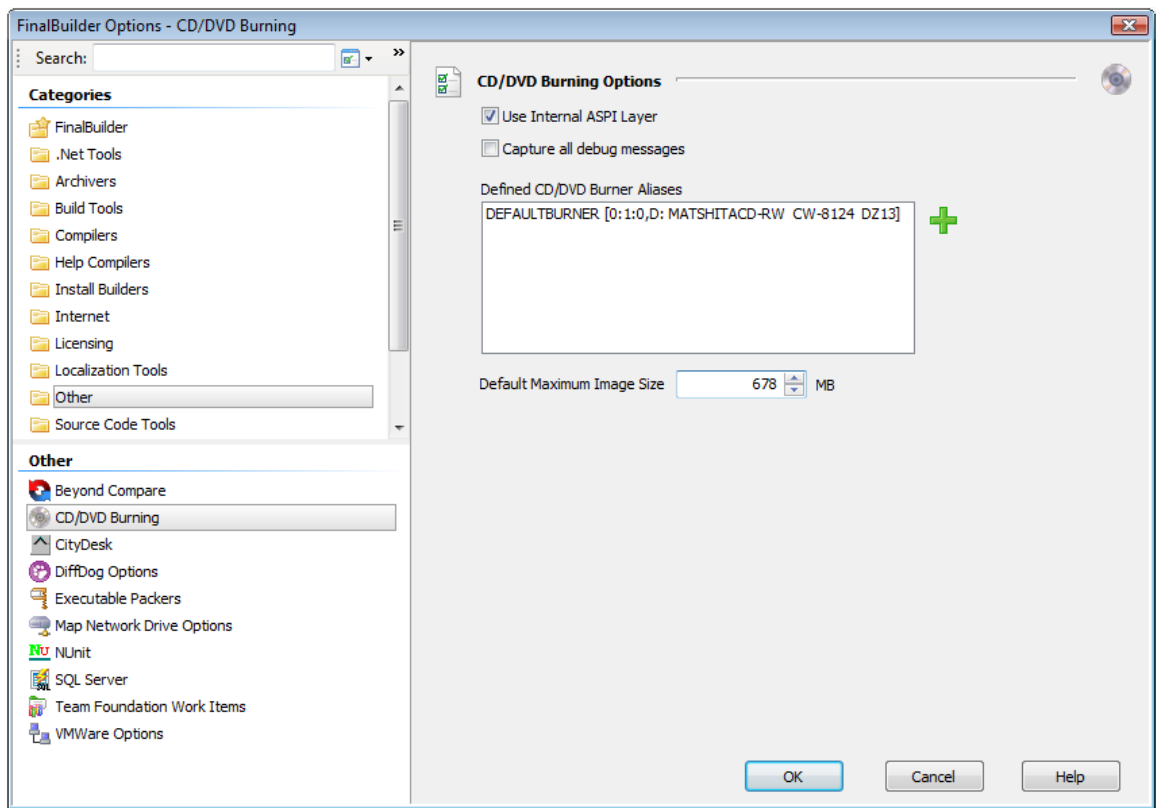 FinalBuilder Options - CD/DVD Burning
Search:
»
Categories
FinalBuilder
.Net Tools
Archivers
Build Tools
Compilers
Help Compilers
Install Builders
Internet
Licensing
Localization Tools
Other
Source Code Tools
Other
Beyond Compare
CD/DVD Burning
CityDesk
DiffDog Options
Executable Packers
Map Network Drive Options
NU NUnit
SQL SQL Server
Team Foundation Work Items
VMWare Options
CD/DVD Burning Options
Use Internal ASPI Layer
Capture all debug messages
Defined CD/DVD Burner Aliases
DEFAULTBURNER [0:1:0,D: MATSHITACD-RW CW-8124 DZ13]
Default Maximum Image Size 678 MB
OK Cancel Help